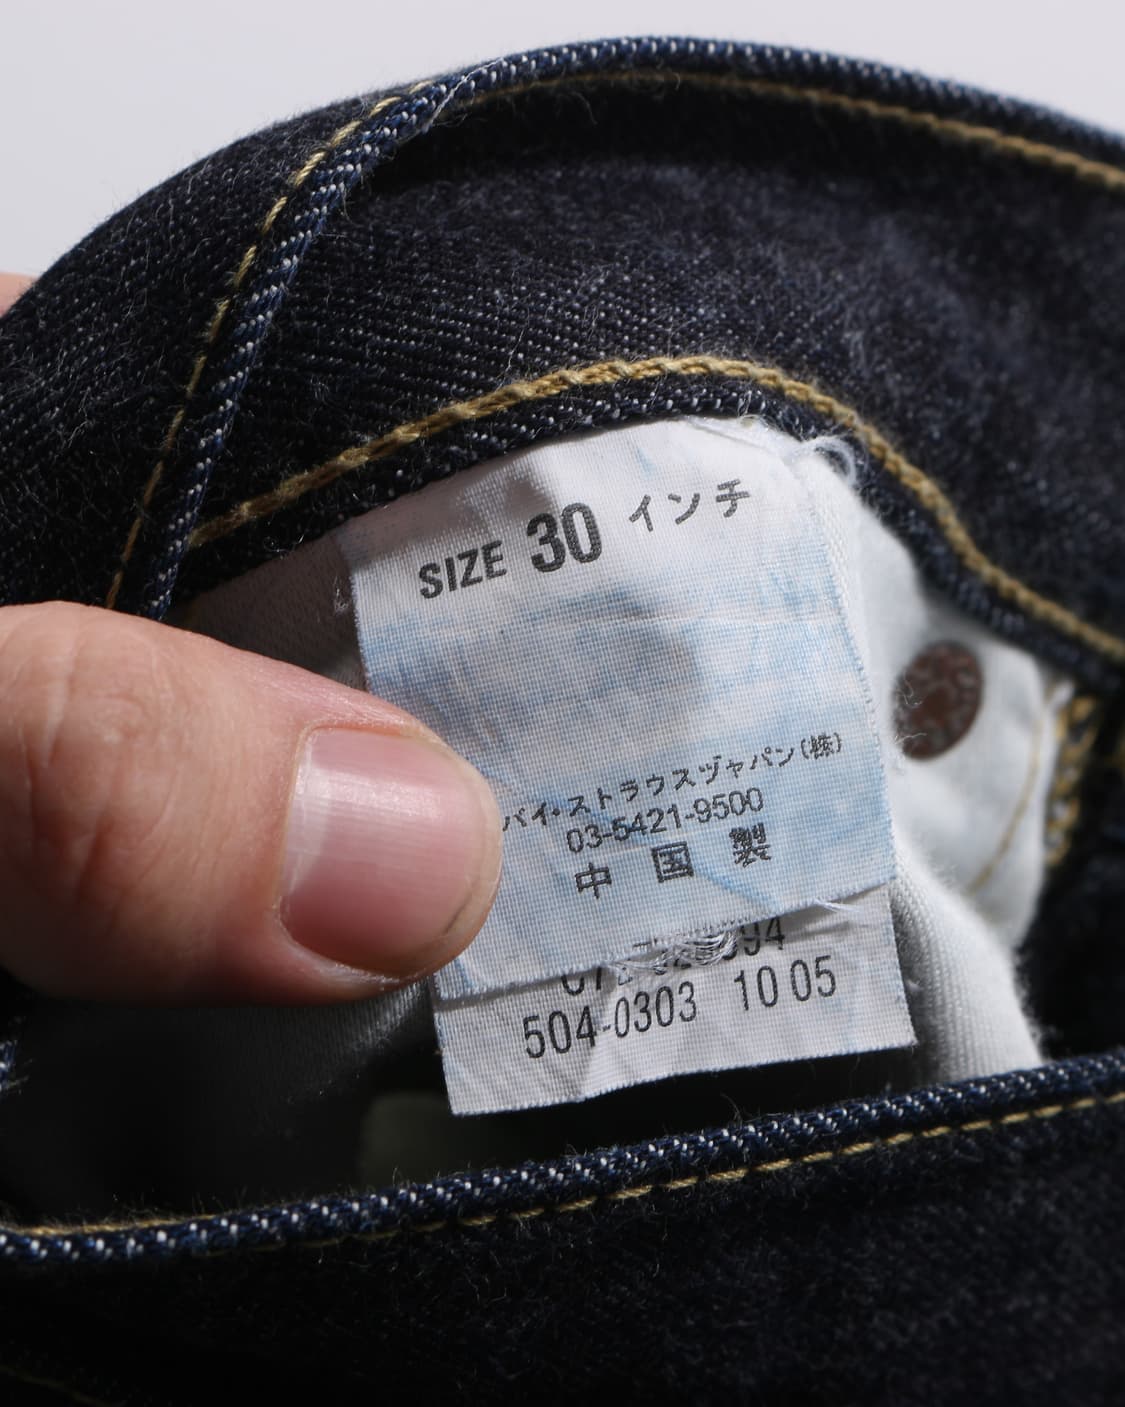 SIZE 30 インチ
バイ・ストラウスヅャパン(株)
03-5421-9500
中国製
504-0303 10 05